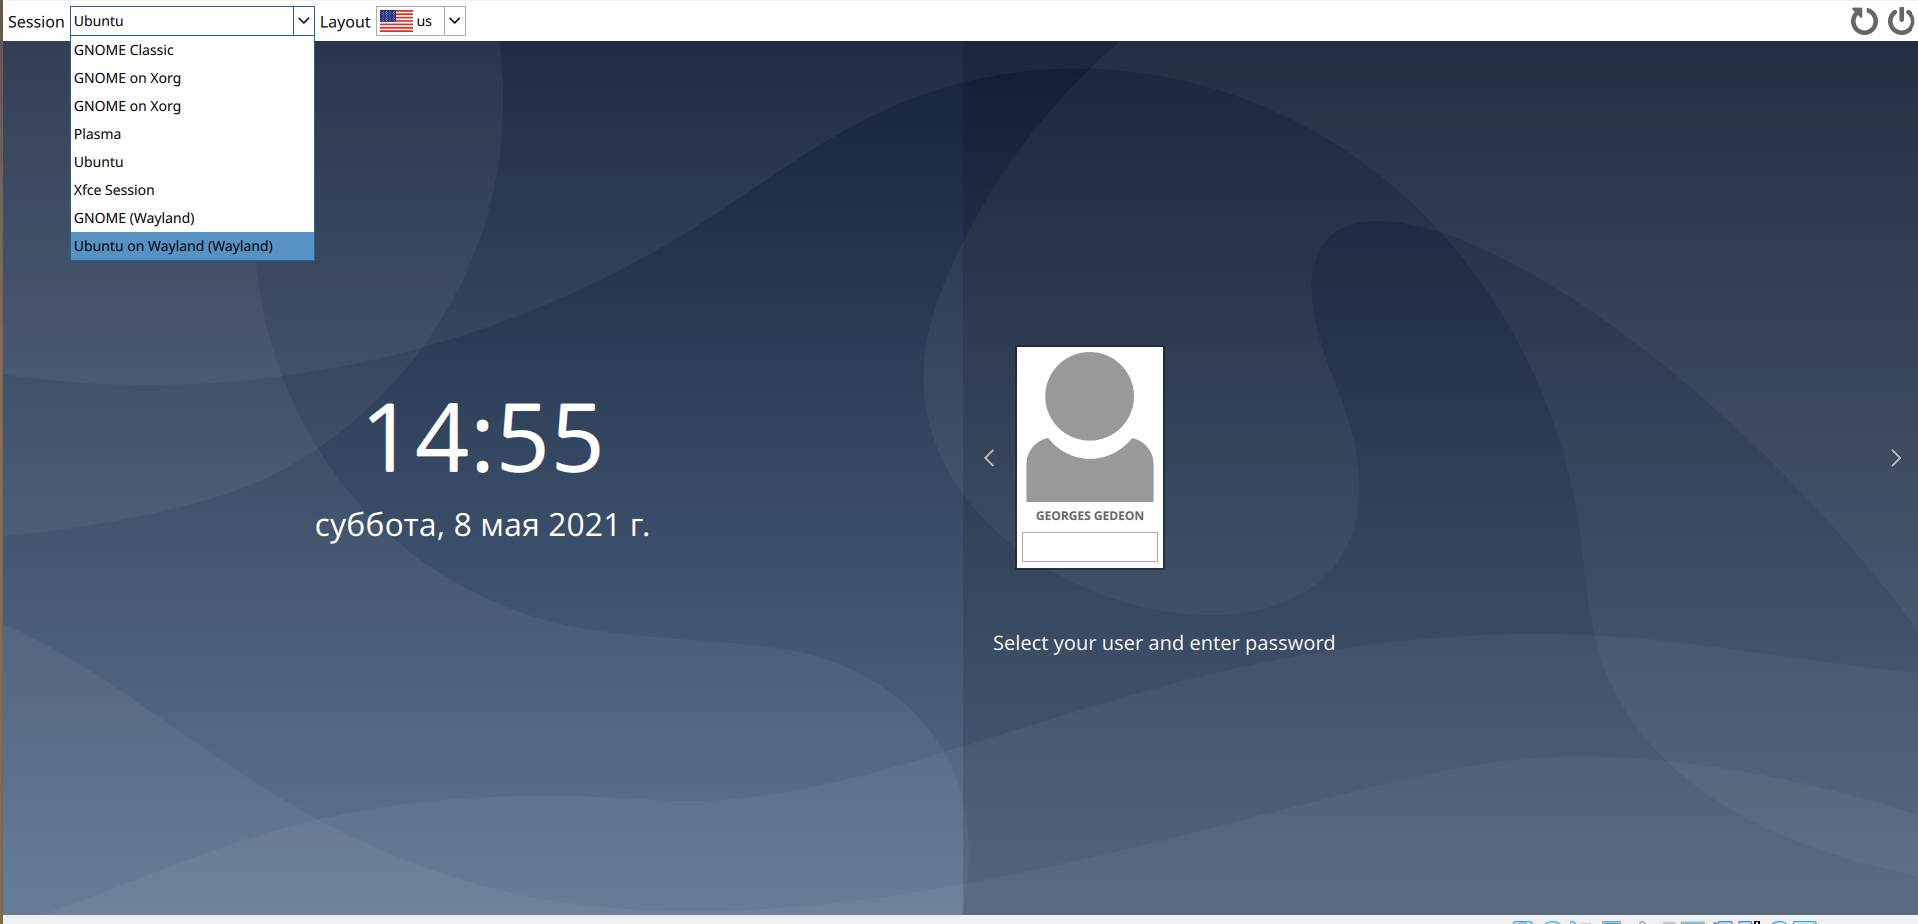 Session Ubuntu Layout us
GNOME Classic
GNOME on Xorg
GNOME on Xorg
Plasma
Ubuntu
Xfce Session
GNOME (Wayland)
Ubuntu on Wayland (Wayland)
14:55
суббота, 8 мая 2021 г.
GEORGES GEDEON
Select your user and enter password